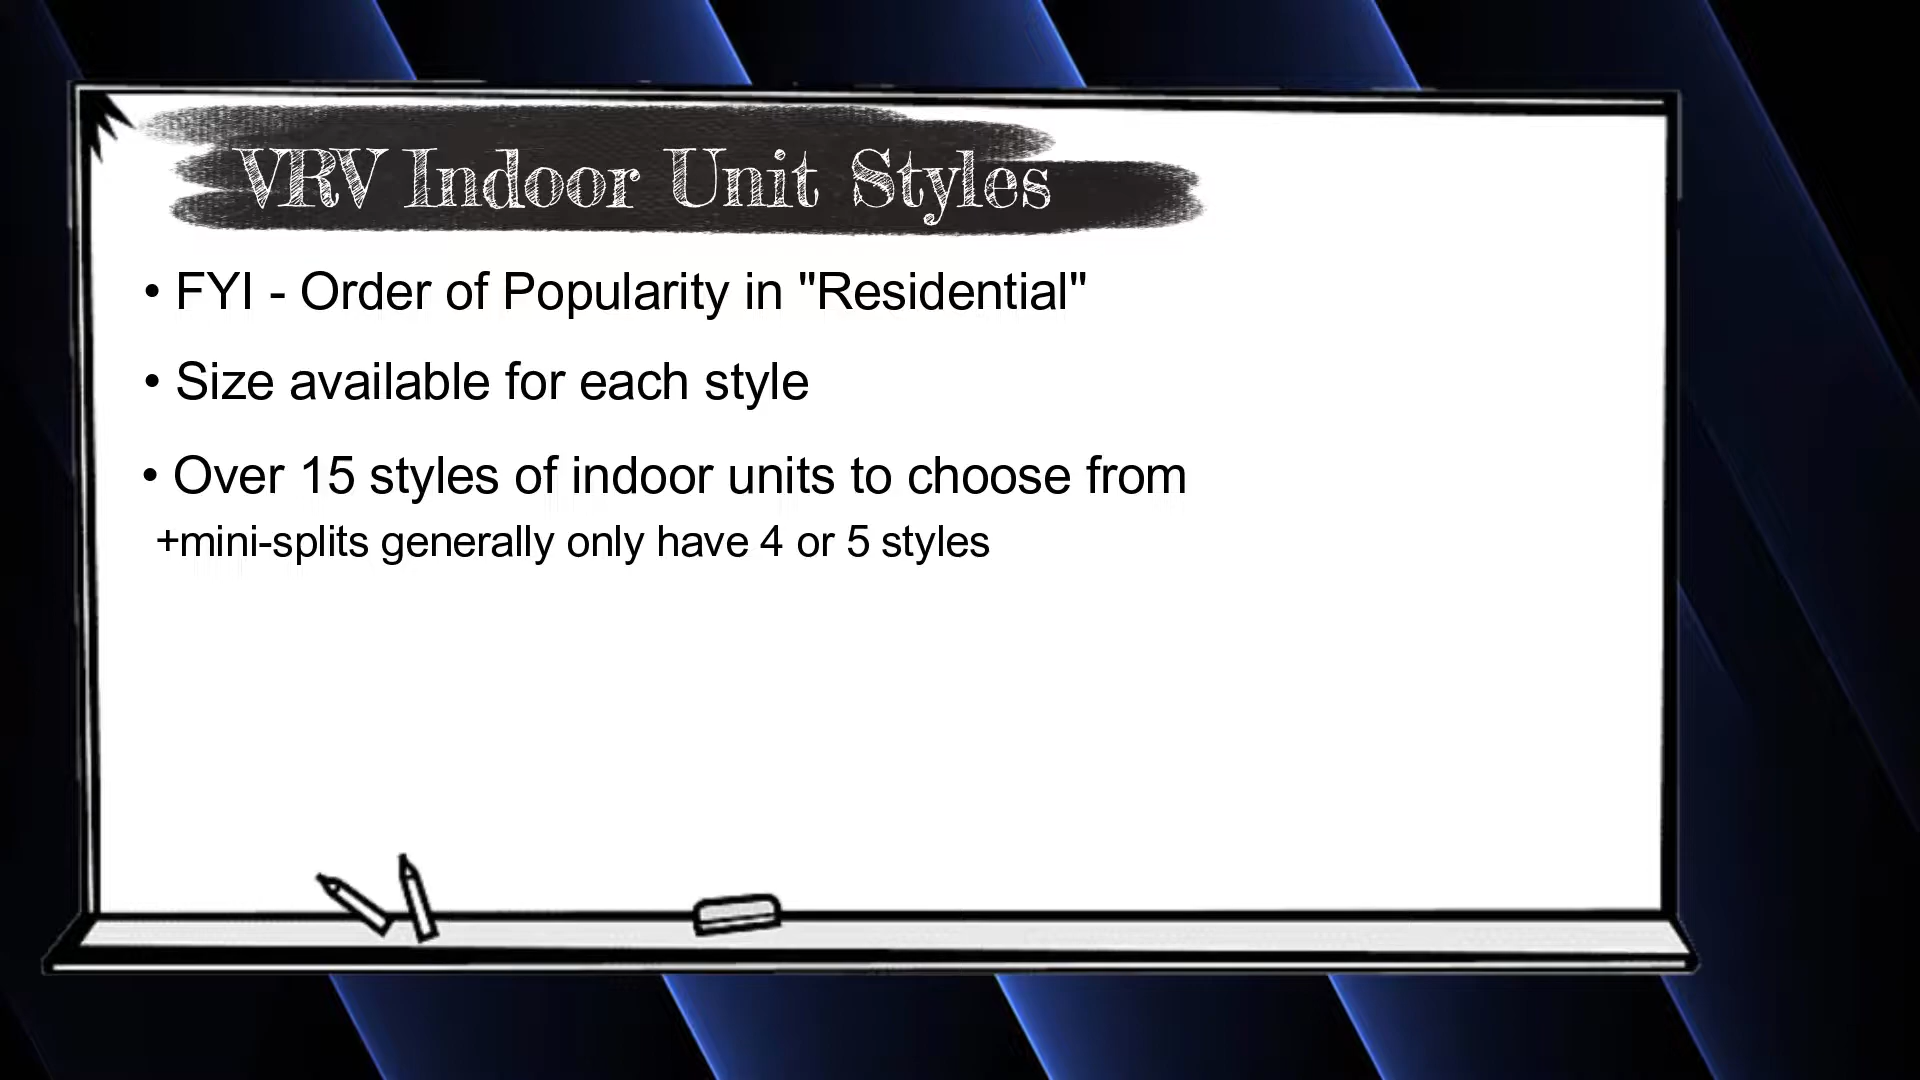 VRV Indoor Unit Styles
• FYI - Order of Popularity in "Residential"
• Size available for each style
• Over 15 styles of indoor units to choose from
+mini-splits generally only have 4 or 5 styles